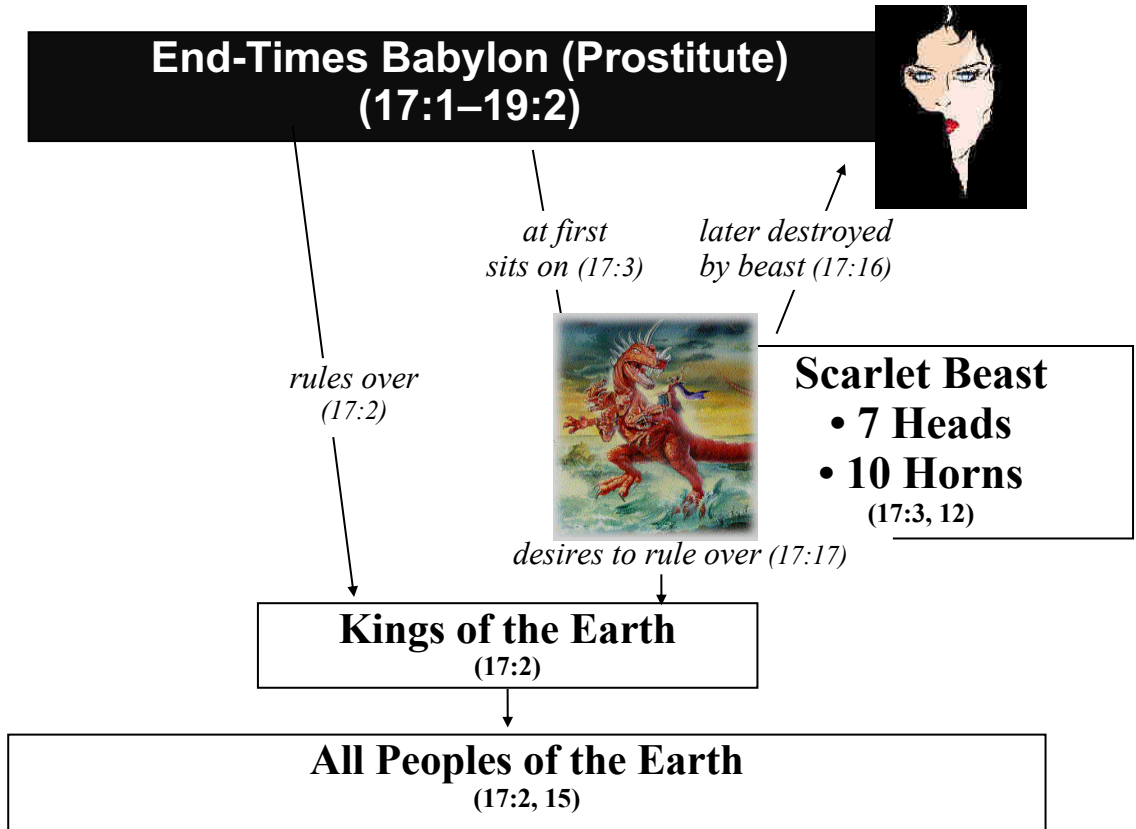 End-Times Babylon (Prostitute)
(17:1–19:2)
at first
sits on (17:3)
later destroyed
by beast (17:16)
rules over
(17:2)
Scarlet Beast
• 7 Heads
• 10 Horns
(17:3, 12)
desires to rule over (17:17)
Kings of the Earth
(17:2)
All Peoples of the Earth
(17:2, 15)